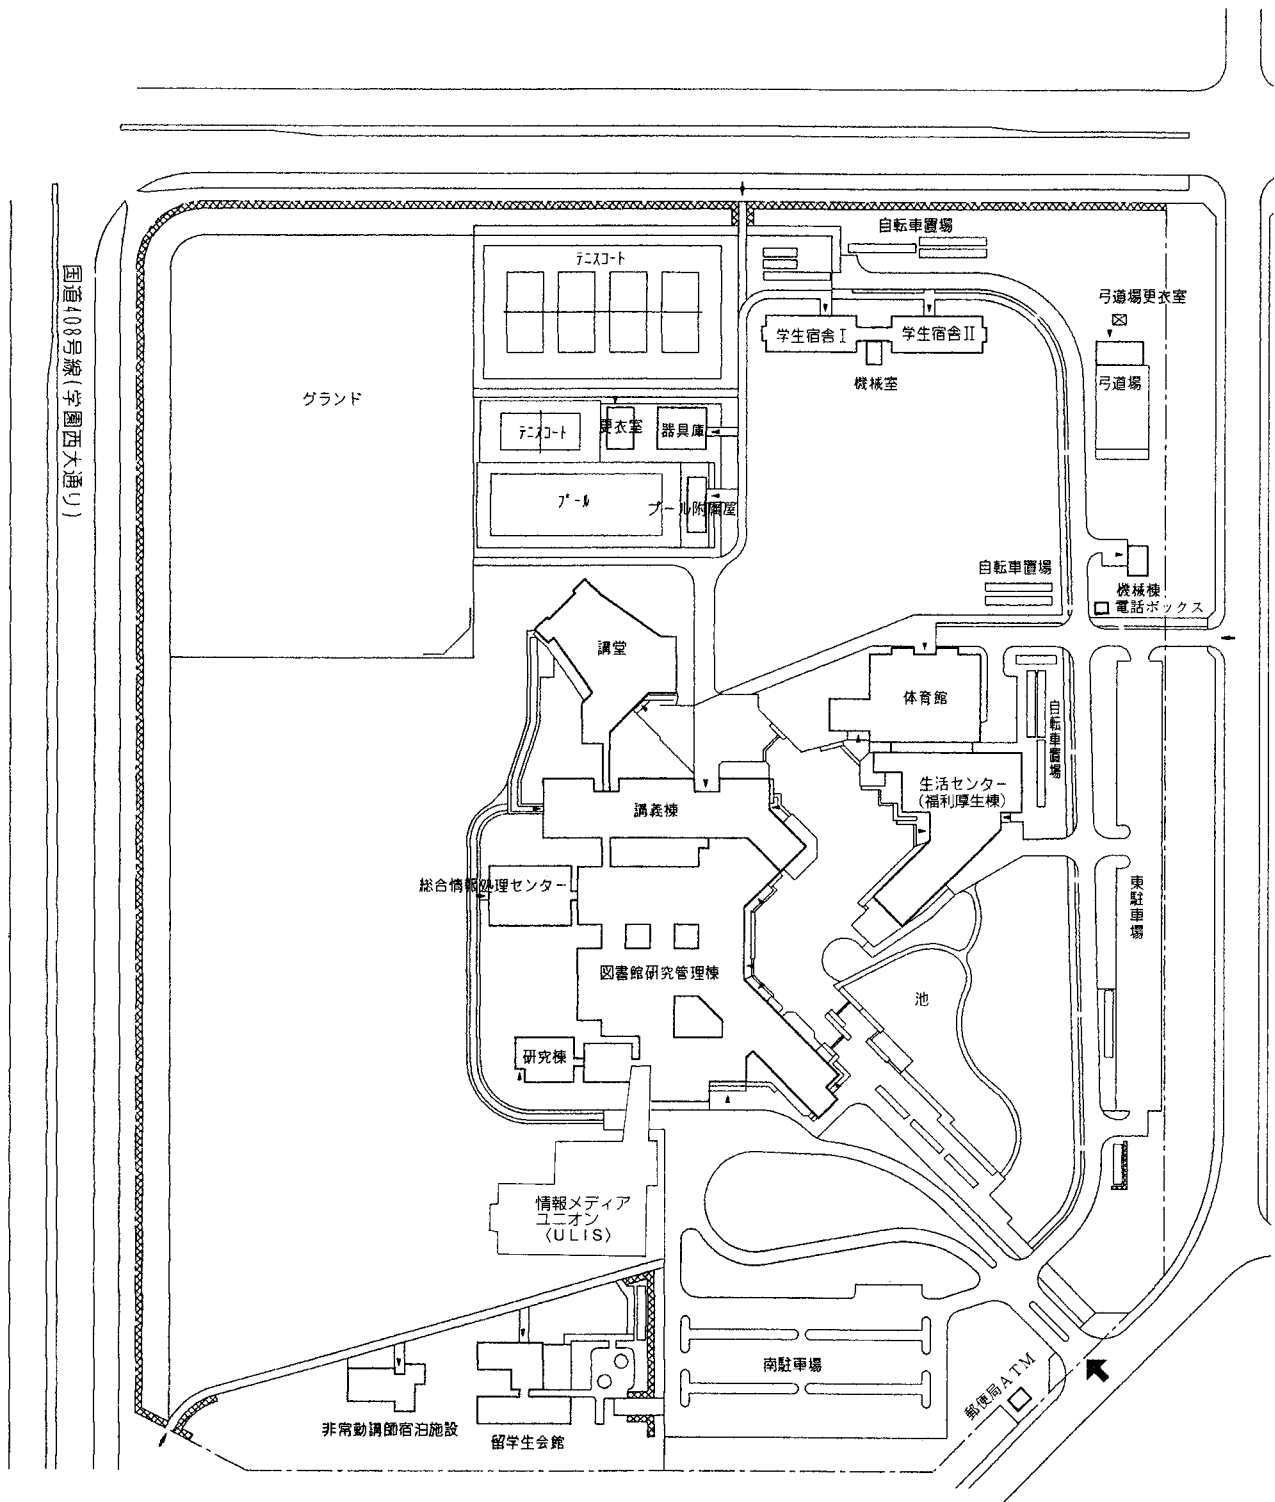 自転車置場
テニスコート
弓道場更衣室
国道408号線(学園西大通り)
学生宿舎Ⅰ
学生宿舎Ⅱ
機械室
弓道場
グランド
テニスコート
更衣室
器具庫
プール
プール附属屋
自転車置場
機械棟
電話ボックス
講堂
体育館
自転車置場
生活センター
(福利厚生棟)
講義棟
総合情報処理センター
東駐車場
図書館研究管理棟
池
研究棟
情報メディア
ユニオン
〈ULIS〉
南駐車場
郵便局ATM
非常勤講師宿泊施設
留学生会館